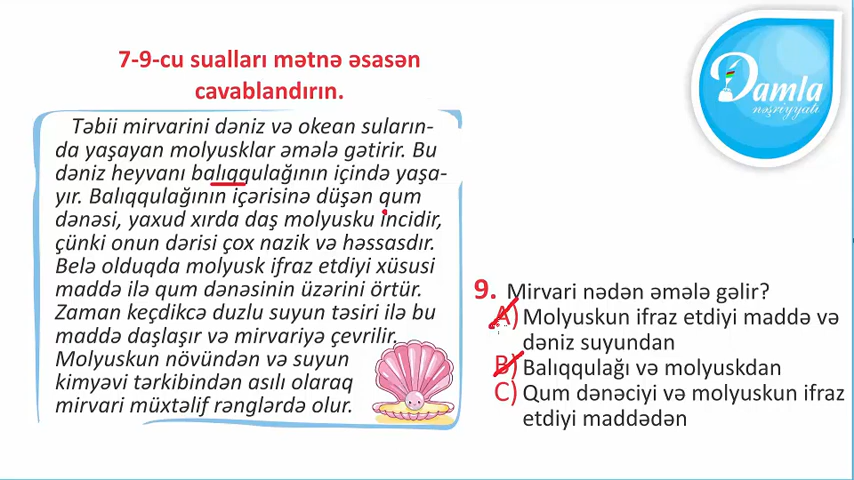 7-9-cu sualları mətnə əsasən
cavablandırın.
Təbii mirvarini dəniz və okean suların-
da yaşayan molyusklar əmələ gətirir. Bu
dəniz heyvanı balıqqulağının içində yaşa-
yır. Balıqqulağının içərisinə düşən qum
dənəsi, yaxud xırda daş molyusku incidir,
çünki onun dərisi çox nazik və həssasdır.
Belə olduqda molyusk ifraz etdiyi xüsusi
maddə ilə qum dənəsinin üzərini örtür.
Zaman keçdikcə duzlu suyun təsiri ilə bu
maddə daşlaşır və mirvariyə çevrilir.
Molyuskun növündən və suyun
kimyəvi tərkibindən asılı olaraq
mirvari müxtəlif rənglərdə olur.
Damla
nəşriyyatı
9. Mirvari nədən əmələ gəlir?
A) Molyuskun ifraz etdiyi maddə və
dəniz suyundan
B) Balıqqulağı və molyuskdan
C) Qum dənəciyi və molyuskun ifraz
etdiyi maddədən